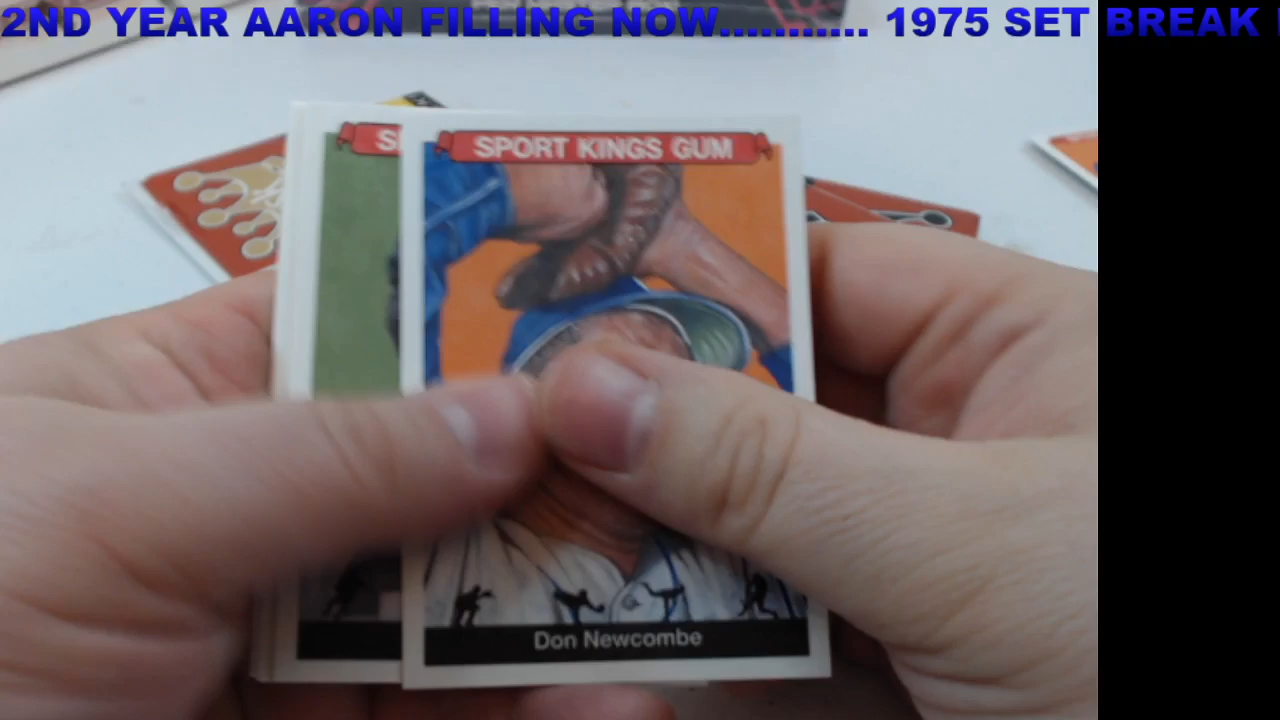 2ND YEAR AARON FILLING NOW........... 1975 SET BREAK
SPORT KINGS GUM
Don Newcombe